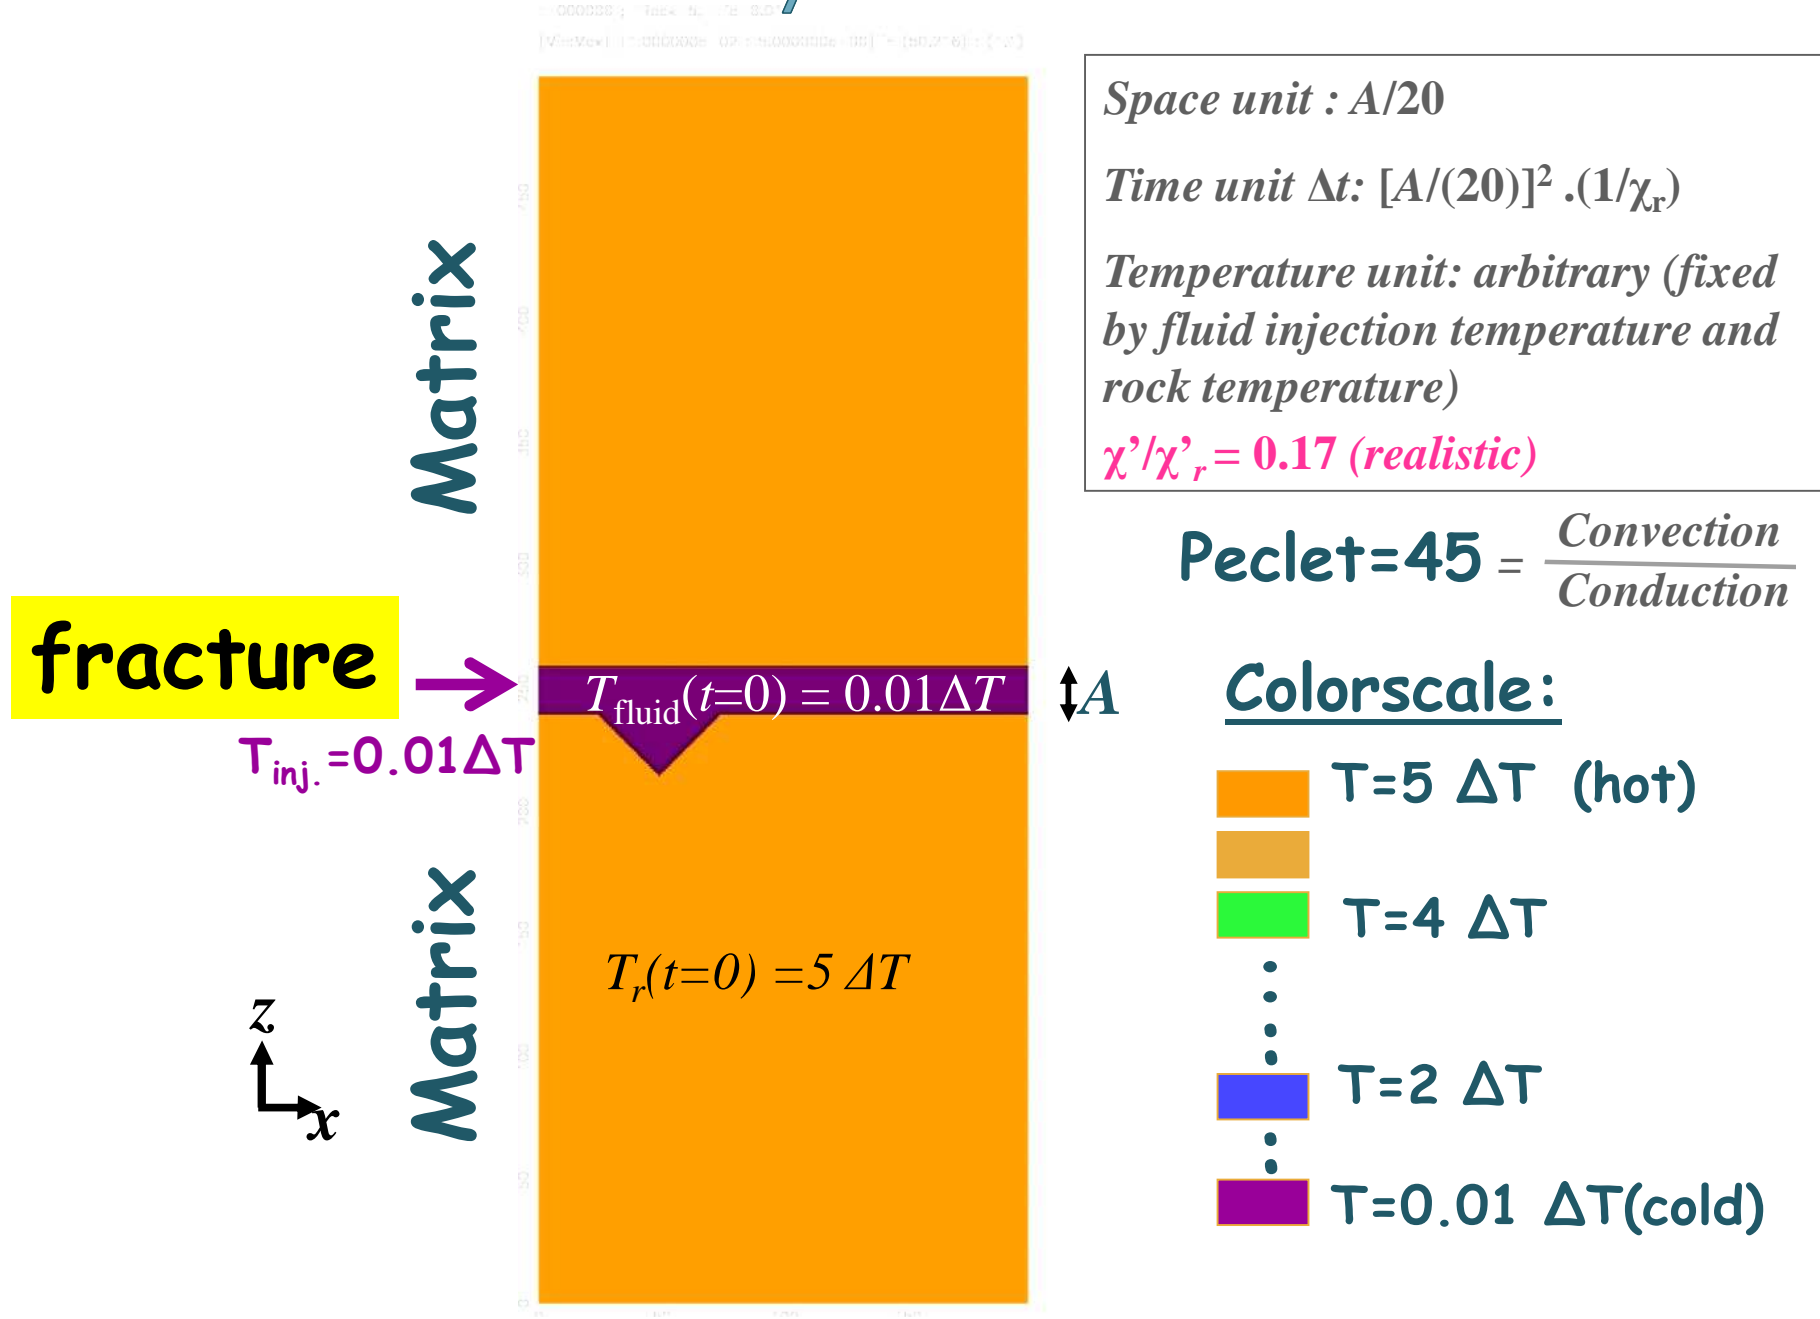 Space unit : A/20
Time unit Δt: [A/(20)]² .(1/χᵣ)
Temperature unit: arbitrary (fixed
by fluid injection temperature and
rock temperature)
χ’/χ’ᵣ = 0.17 (realistic)
Matrix
Peclet=45 = Convection
Conduction
fracture
T_fluid(t=0) = 0.01ΔT
A
T_inj.=0.01ΔT
Colorscale:
T=5 ΔT (hot)
T=4 ΔT
Matrix
Tᵣ(t=0) =5 ΔT
z
x
T=2 ΔT
T=0.01 ΔT(cold)